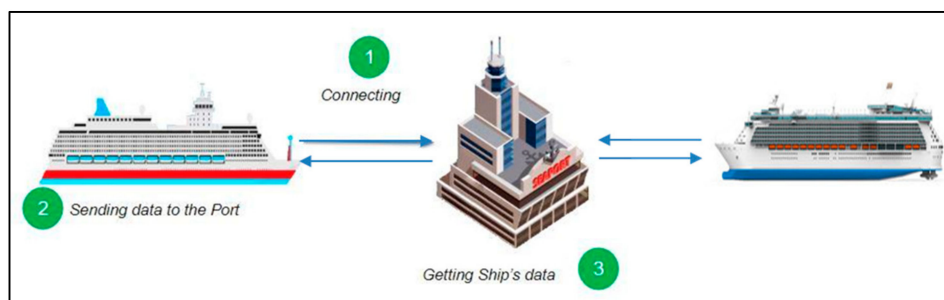 1
Connecting
SEAPORT
2 Sending data to the Port
Getting Ship's data 3